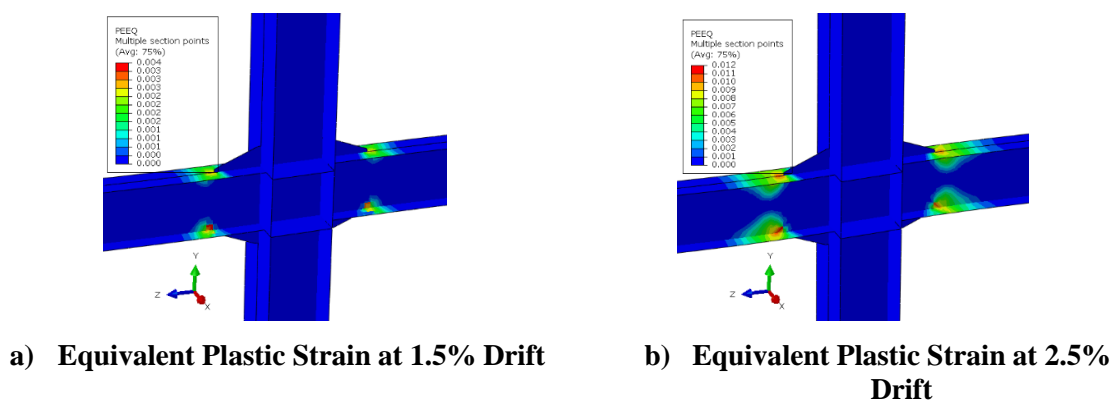 PEEQ
Multiple section points
(Avg: 75%)
0.004
0.003
0.003
0.003
0.002
0.002
0.002
0.002
0.001
0.001
0.001
0.000
0.000
Y
Z
X
a) Equivalent Plastic Strain at 1.5% Drift
PEEQ
Multiple section points
(Avg: 75%)
0.012
0.011
0.010
0.009
0.008
0.007
0.006
0.005
0.004
0.003
0.002
0.001
0.000
Y
Z
X
b) Equivalent Plastic Strain at 2.5%
Drift